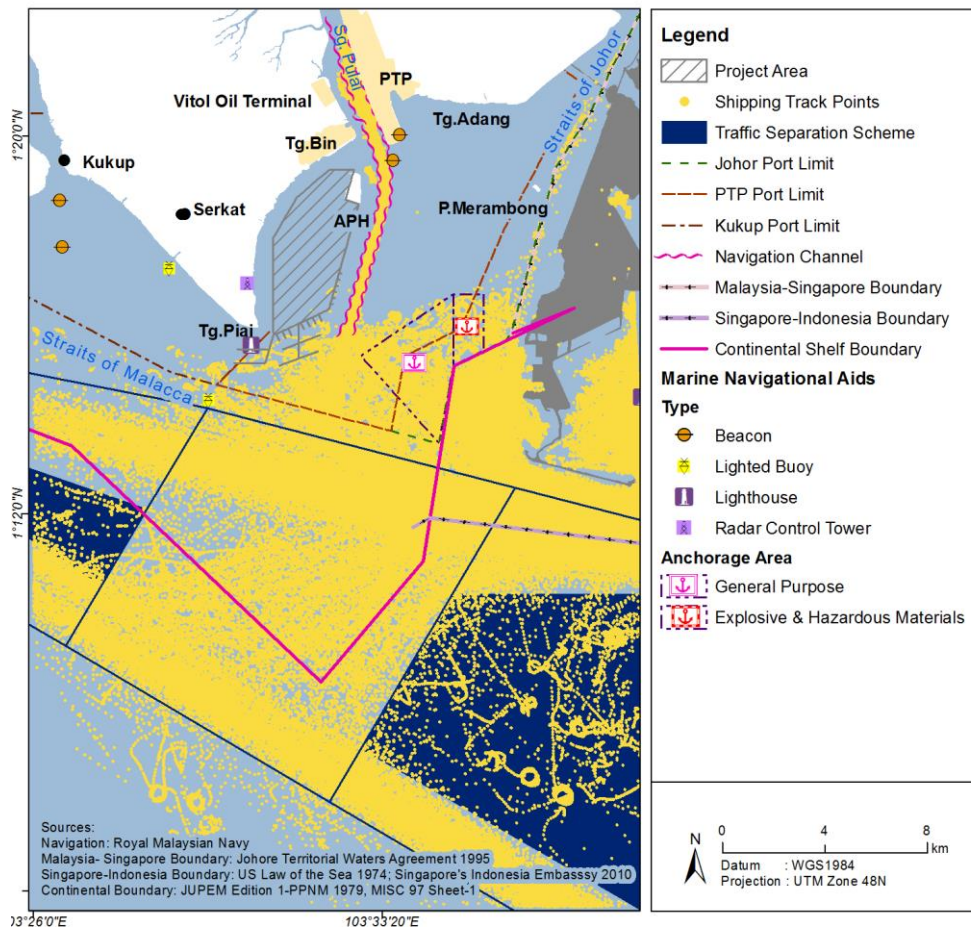 Sg. Pulai
PTP
Straits of Johor
Vitol Oil Terminal
Tg.Adang
1°20'0"N
Tg.Bin
Kukup
Serkat
P.Merambong
APH
Tg.Piai
Straits of Malacca
1°12'0"N
Sources:
Navigation: Royal Malaysian Navy
Malaysia- Singapore Boundary: Johore Territorial Waters Agreement 1995
Singapore-Indonesia Boundary: US Law of the Sea 1974; Singapore's Indonesia Embasssy 2010
Continental Boundary: JUPEM Edition 1-PPNM 1979, MISC 97 Sheet-1
03°26'0"E
103°33'20"E
Legend
Project Area
Shipping Track Points
Traffic Separation Scheme
Johor Port Limit
PTP Port Limit
Kukup Port Limit
Navigation Channel
Malaysia-Singapore Boundary
Singapore-Indonesia Boundary
Continental Shelf Boundary
Marine Navigational Aids
Type
Beacon
Lighted Buoy
Lighthouse
Radar Control Tower
Anchorage Area
General Purpose
Explosive & Hazardous Materials
N
0 4 8
km
Datum : WGS1984
Projection : UTM Zone 48N